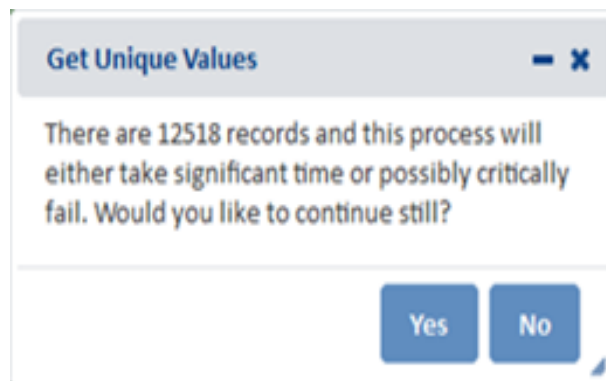 Get Unique Values
There are 12518 records and this process will
either take significant time or possibly critically
fail. Would you like to continue still?
Yes No